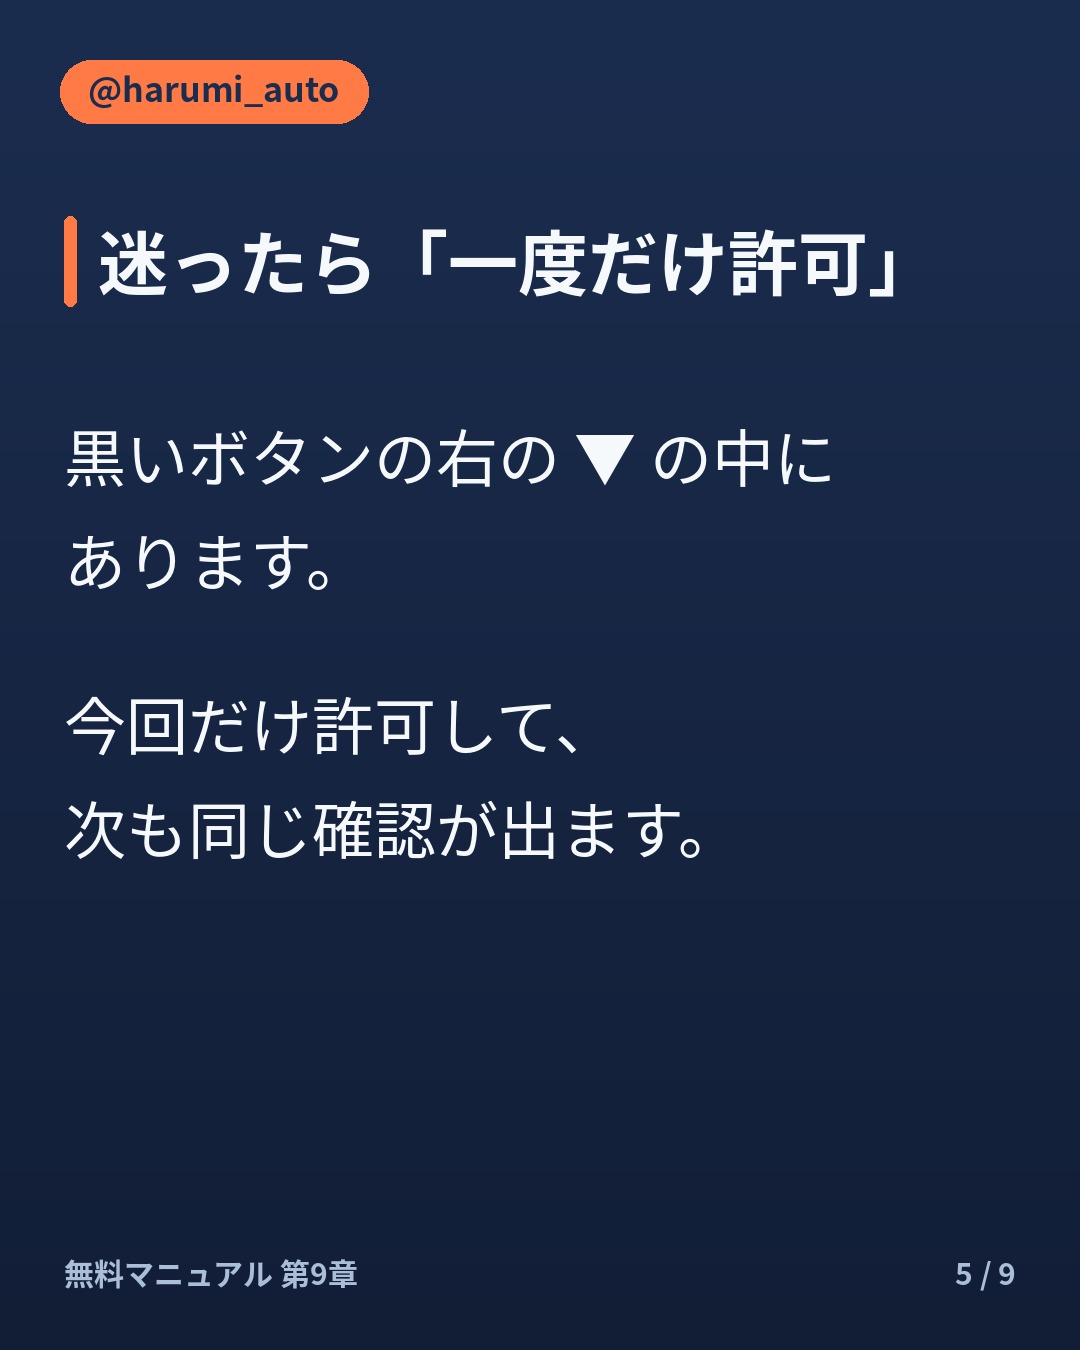 @harumi_auto
迷ったら「一度だけ許可」
黒いボタンの右の ▼ の中に
あります。
今回だけ許可して、
次も同じ確認が出ます。
無料マニュアル 第9章
5 / 9